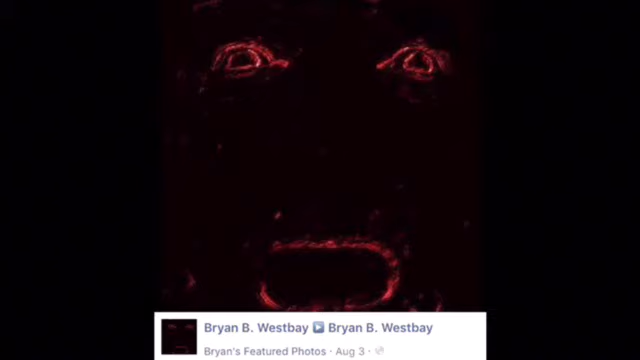 Bryan B. Westbay ▶ Bryan B. Westbay
Bryan's Featured Photos · Aug 3 ·